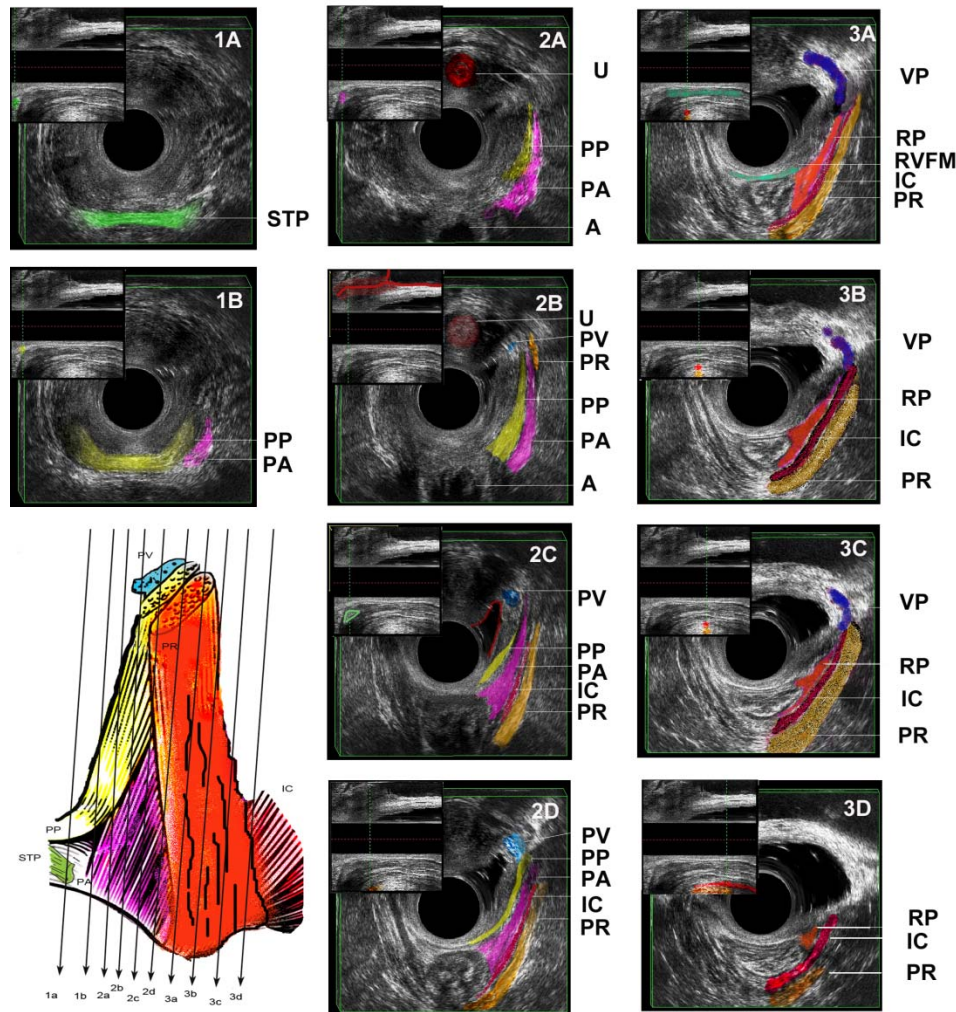 1A
STP
2A
U
PP
PA
A
3A
VP
RP
RVFM
IC
PR
1B
PP
PA
2B
U
PV
PR
PP
PA
A
3B
VP
RP
IC
PR
PV
PR
IC
PP
STP
PA
1a
1b
2a
2b
2c
2d
3a
3b
3c
3d
2C
PV
PP
PA
IC
PR
3C
VP
RP
IC
PR
2D
PV
PP
PA
IC
PR
3D
RP
IC
PR